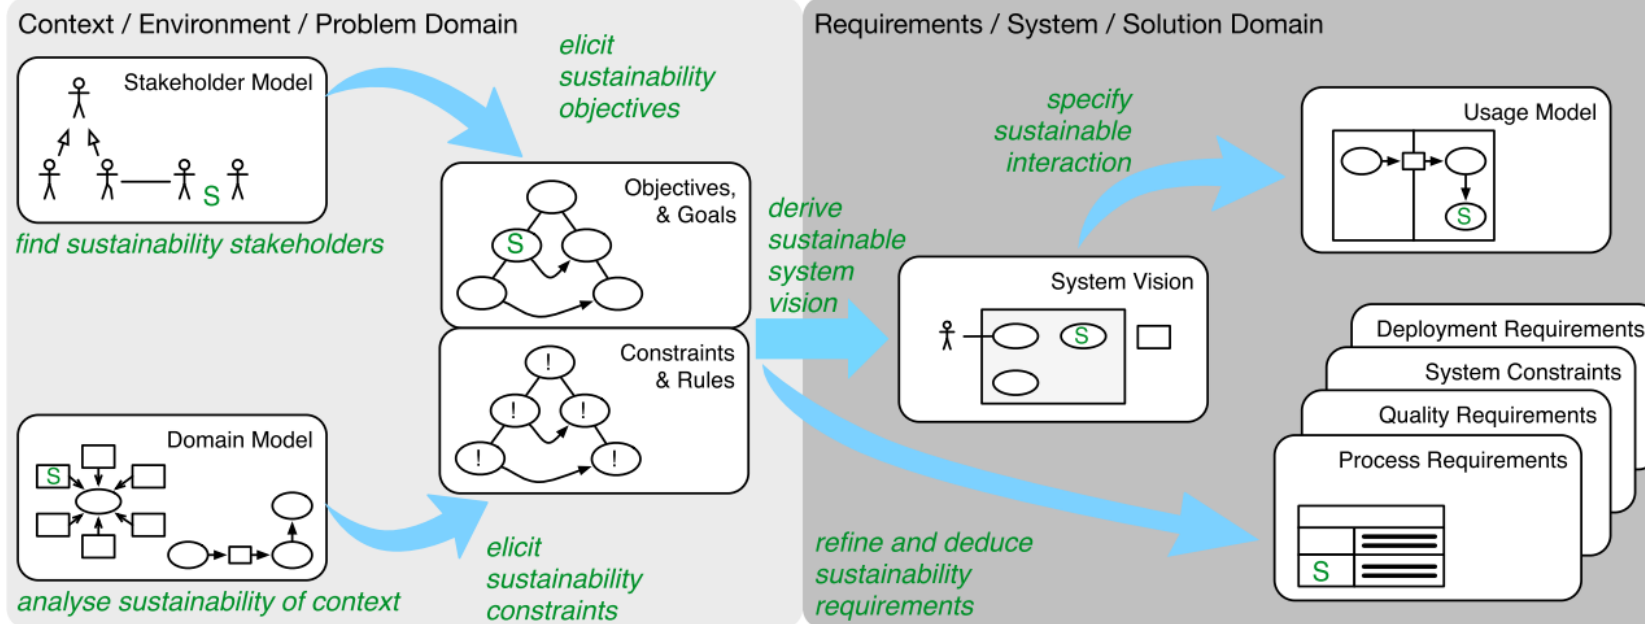 Context / Environment / Problem Domain
Stakeholder Model
S
find sustainability stakeholders
elicit
sustainability
objectives
Objectives,
& Goals
S
Constraints
& Rules
!
! !
! !
Domain Model
S
analyse sustainability of context
elicit
sustainability
constraints
derive
sustainable
system
vision
Requirements / System / Solution Domain
specify
sustainable
interaction
Usage Model
S
System Vision
S
refine and deduce
sustainability
requirements
Deployment Requirements
System Constraints
Quality Requirements
Process Requirements
S